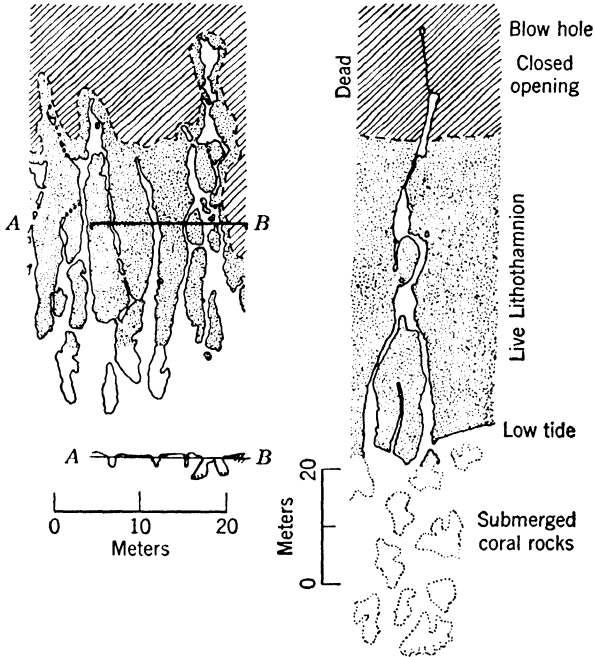 Blow hole
Closed
opening
Dead
A
B
Live Lithothamnion
Low tide
A
B
0
10
20
Meters
20
Meters
0
Submerged
coral rocks